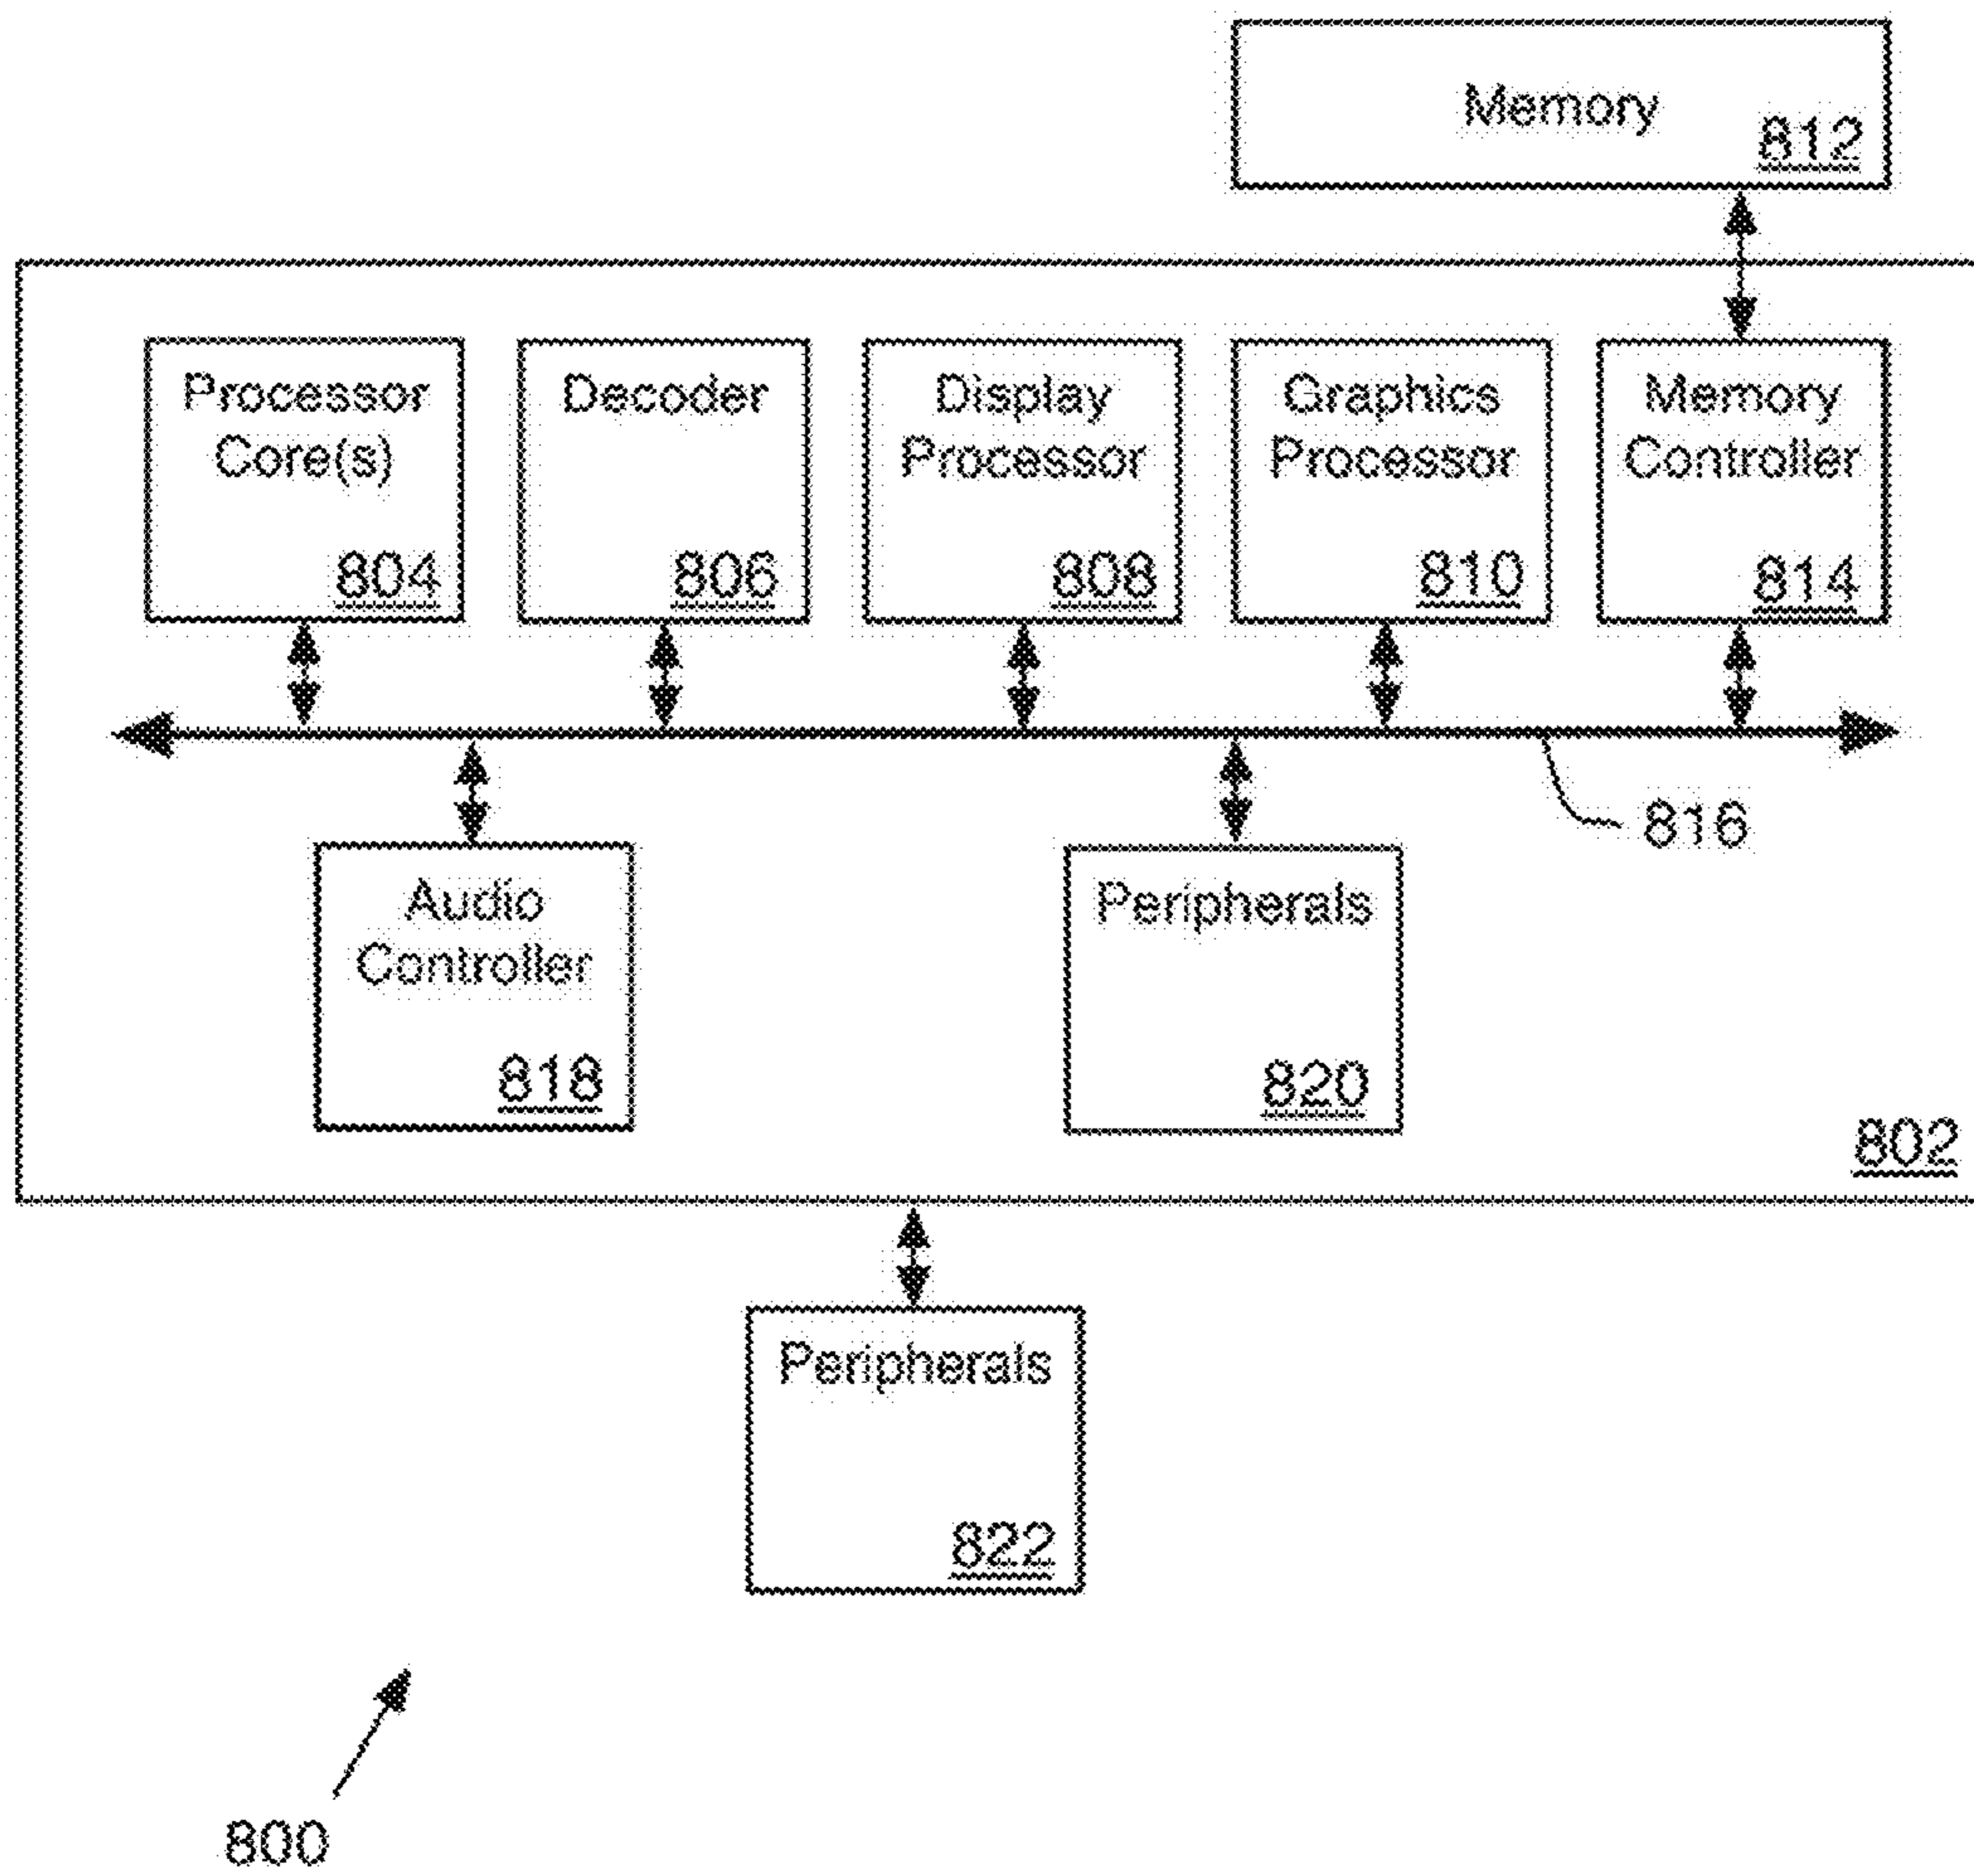 Memory
812
Processor
Core(s)
804
Decoder
806
Display
Processor
808
Graphics
Processor
810
Memory
Controller
814
816
Audio
Controller
818
Peripherals
820
802
Peripherals
822
800